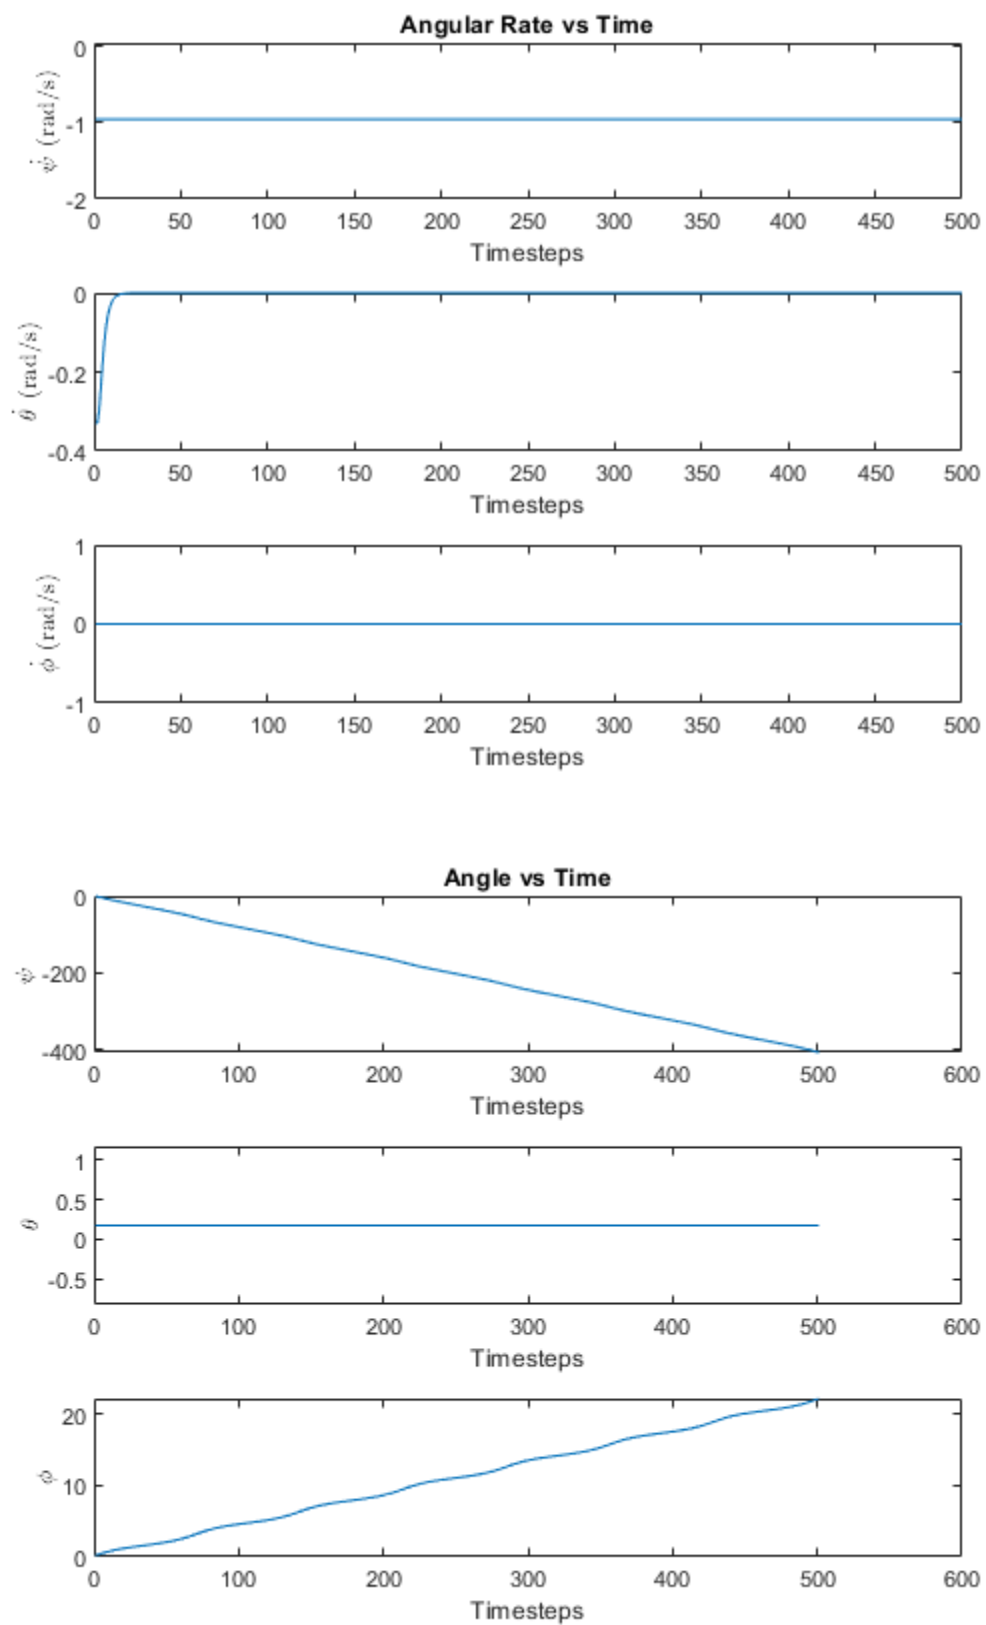 Angular Rate vs Time
0
-1
-2
ψ̇ (rad/s)
0 50 100 150 200 250 300 350 400 450 500
Timesteps
0
-0.2
-0.4
θ̇ (rad/s)
0 50 100 150 200 250 300 350 400 450 500
Timesteps
1
0
-1
ϕ̇ (rad/s)
0 50 100 150 200 250 300 350 400 450 500
Timesteps
Angle vs Time
0
-200
-400
ψ
0 100 200 300 400 500 600
Timesteps
1
0.5
0
-0.5
θ
0 100 200 300 400 500 600
Timesteps
20
10
0
ϕ
0 100 200 300 400 500 600
Timesteps